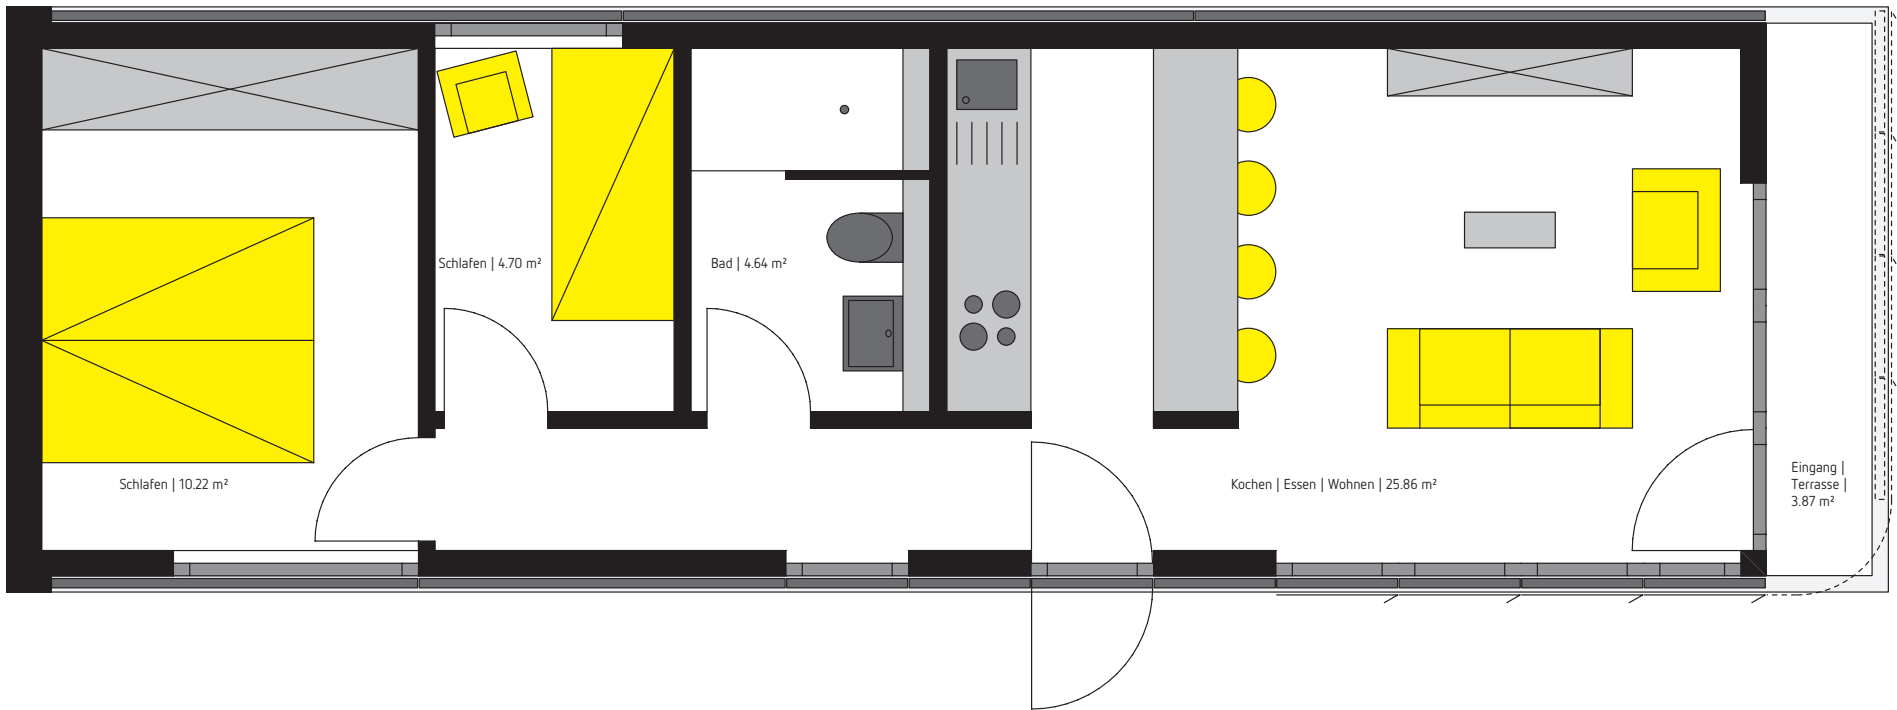 Schlafen | 4.70 m²
Bad | 4.64 m²
Schlafen | 10.22 m²
Kochen | Essen | Wohnen | 25.86 m²
Eingang |
Terrasse |
3.87 m²